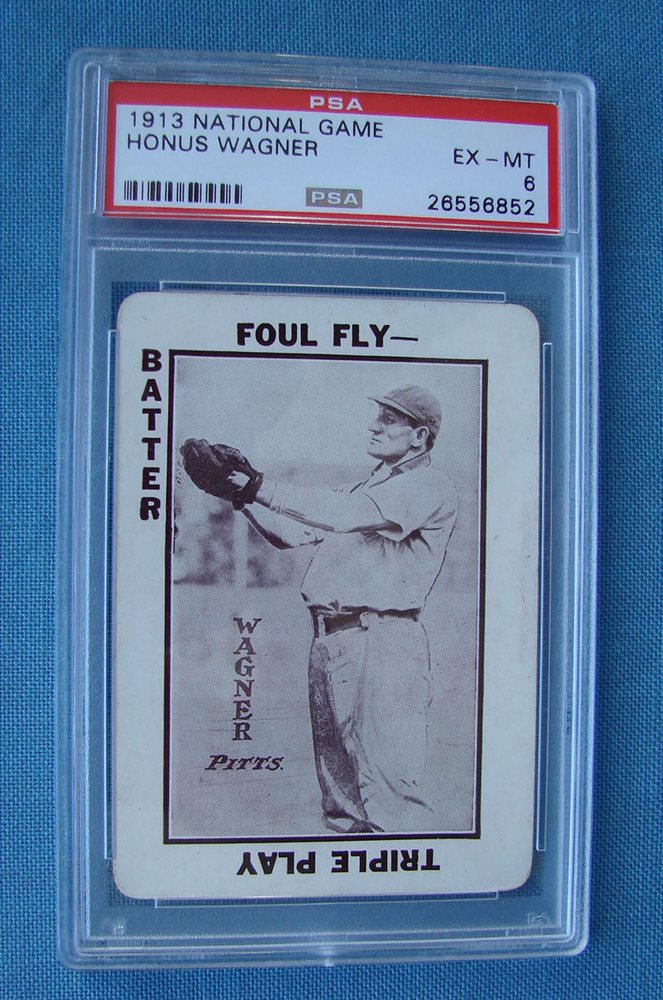 PSA
1913 NATIONAL GAME
HONUS WAGNER
EX - MT
6
PSA
26556852
FOUL FLY—
BATTER
WAGNER
PITTS.
TRIPLE PLAY